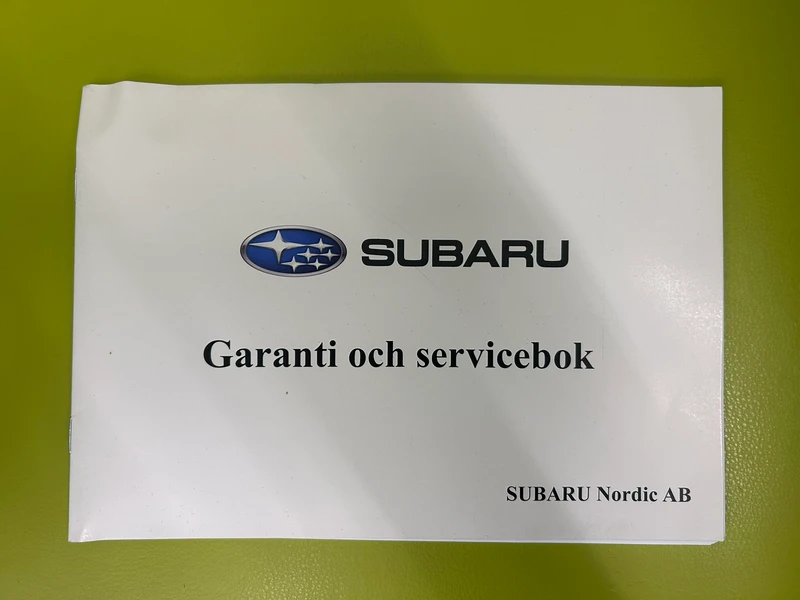 SUBARU
Garanti och servicebok
SUBARU Nordic AB